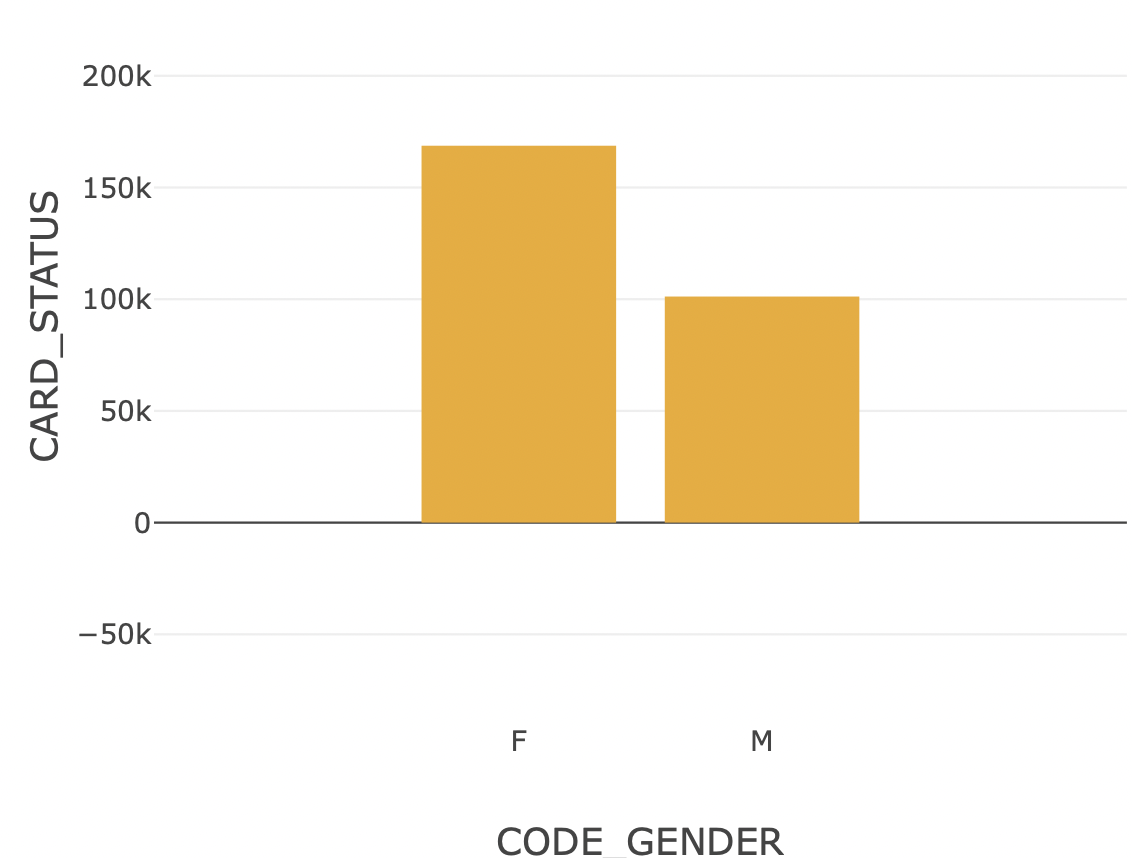 CARD_STATUS
200k
150k
100k
50k
0
−50k
F
M
CODE_GENDER